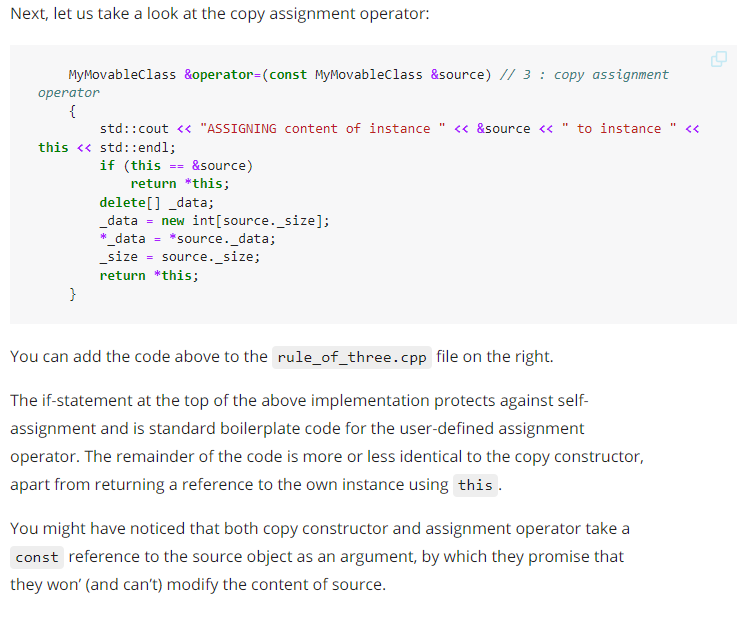 Next, let us take a look at the copy assignment operator:
MyMovableClass &operator=(const MyMovableClass &source) // 3 : copy assignment
operator
{
std::cout << "ASSIGNING content of instance " << &source << " to instance " <<
this << std::endl;
if (this == &source)
return *this;
delete[] _data;
_data = new int[source._size];
*_data = *source._data;
_size = source._size;
return *this;
}
You can add the code above to the rule_of_three.cpp file on the right.
The if-statement at the top of the above implementation protects against self-
assignment and is standard boilerplate code for the user-defined assignment
operator. The remainder of the code is more or less identical to the copy constructor,
apart from returning a reference to the own instance using this.
You might have noticed that both copy constructor and assignment operator take a
const reference to the source object as an argument, by which they promise that
they won’ (and can’t) modify the content of source.